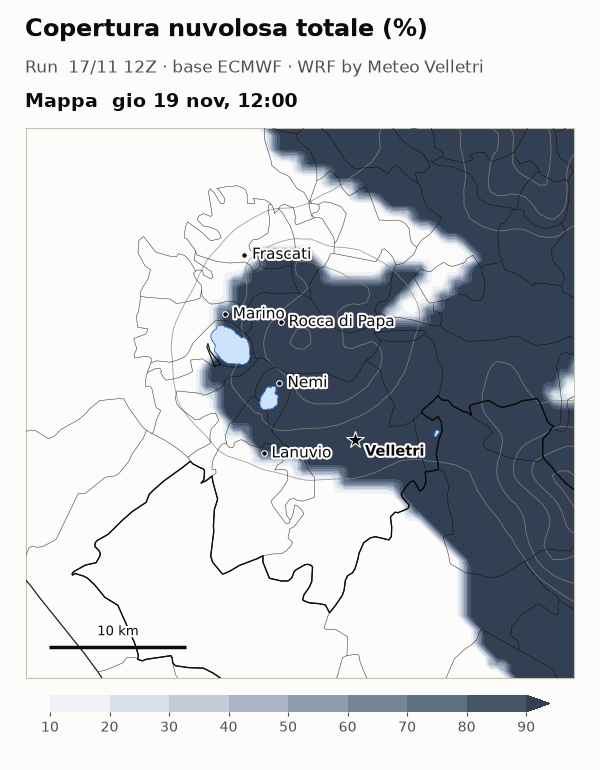 Copertura nuvolosa totale (%)
Run  17/11 12Z · base ECMWF · WRF by Meteo Velletri
Mappa  gio 19 nov, 12:00
Frascati
Marino
Rocca di Papa
Nemi
Velletri
Lanuvio
10 km
10 20 30 40 50 60 70 80 90